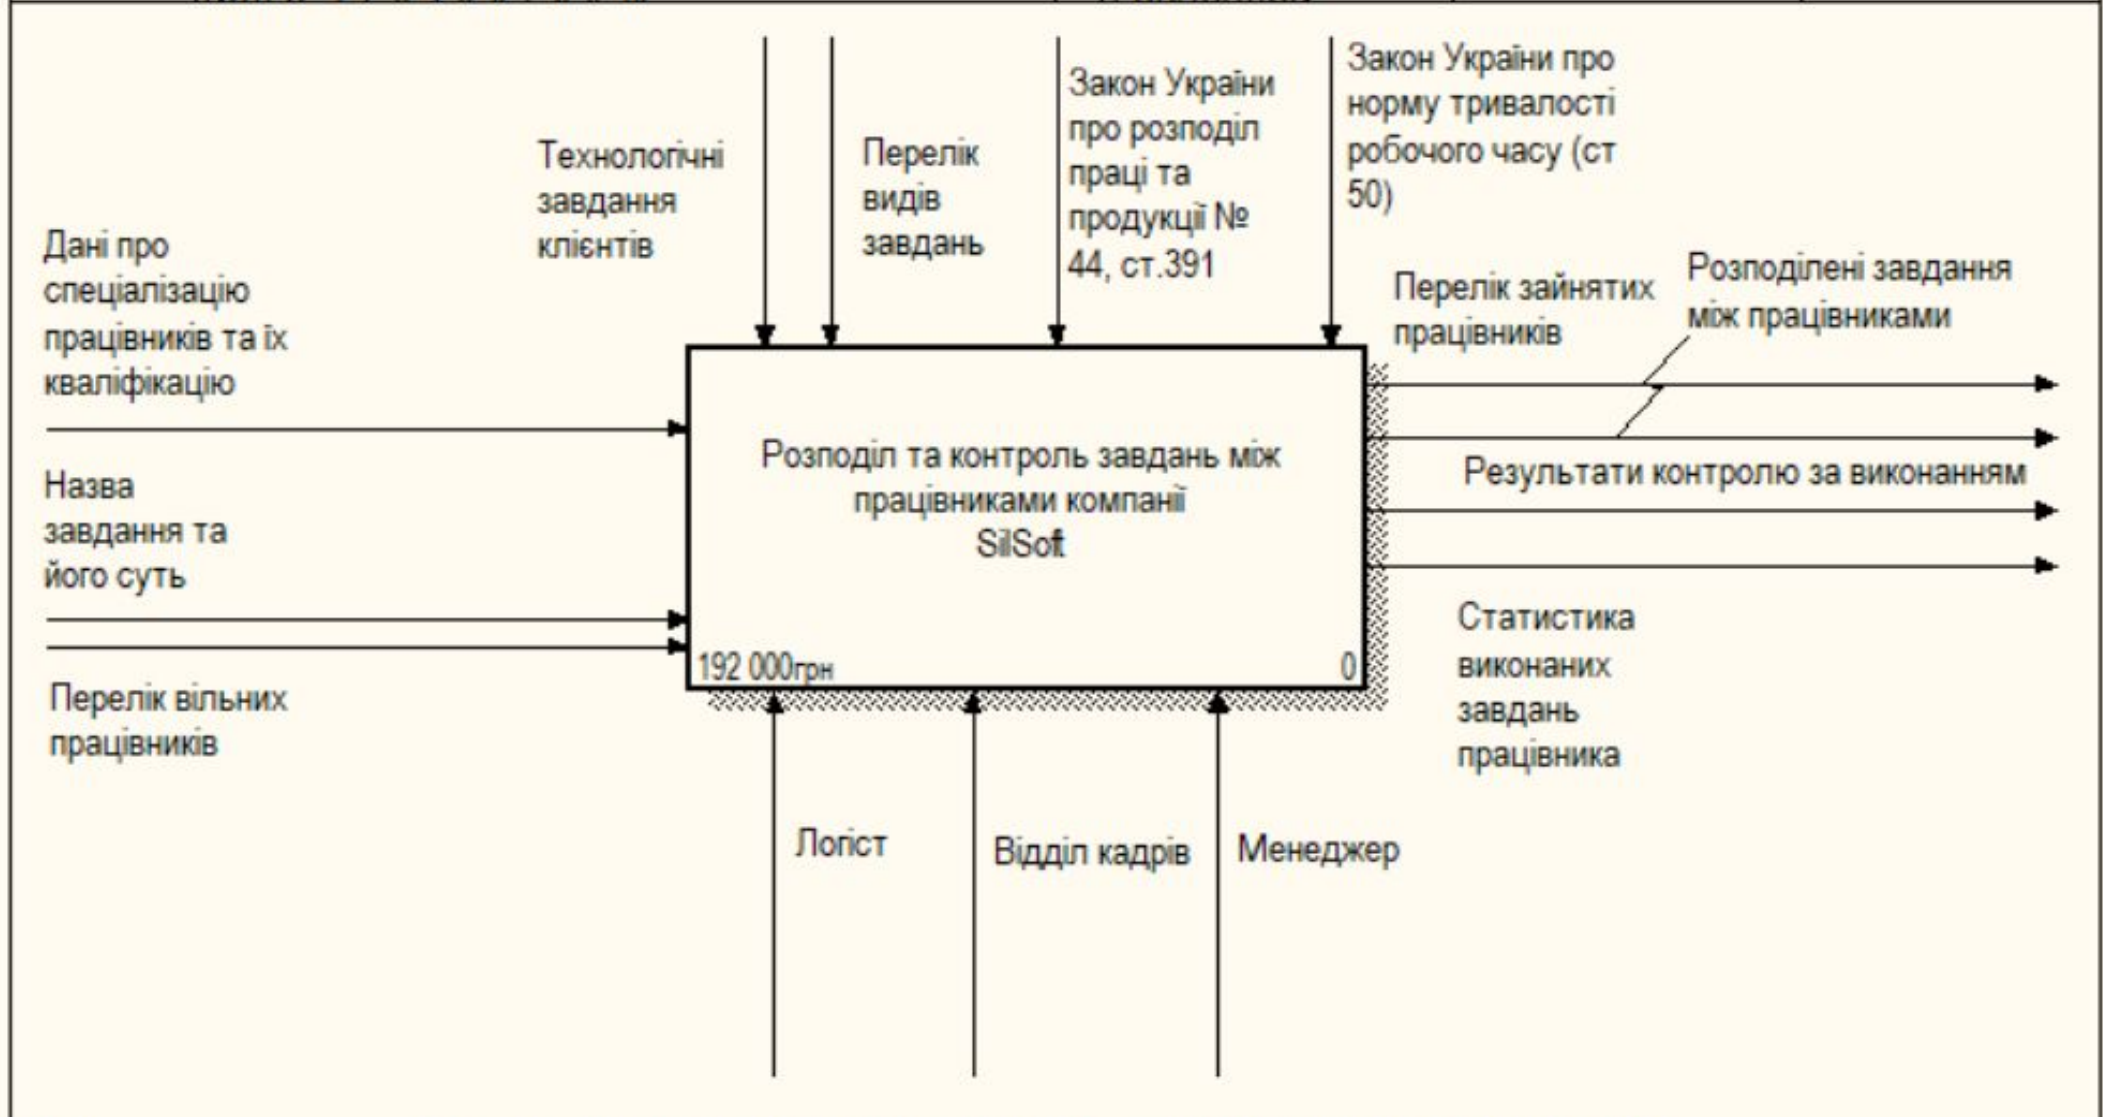 Технологічні
завдання
клієнтів
Перелік
видів
завдань
Закон України
про розподіл
праці та
продукції №
44, ст.391
Закон України про
норму тривалості
робочого часу (ст
50)
Дані про
спеціалізацію
працівників та їх
кваліфікацію
Назва
завдання та
його суть
Перелік вільних
працівників
Розподіл та контроль завдань між
працівниками компанії
SilSoft
192 000грн
0
Перелік зайнятих
працівників
Розподілені завдання
між працівниками
Результати контролю за виконанням
Статистика
виконаних
завдань
працівника
Логіст
Відділ кадрів
Менеджер